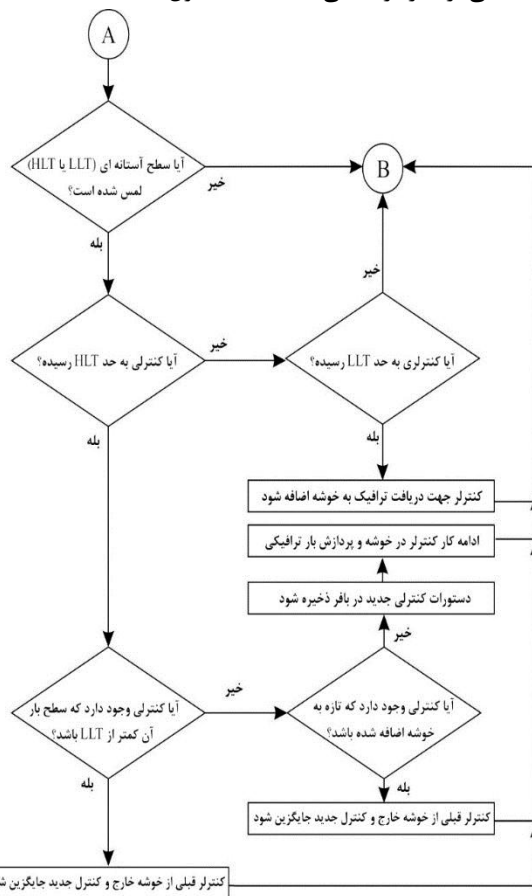 A
آیا سطح آستانه ای (LLT یا HLT)
لمس شده است؟
خیر
B
بله
خیر
آیا کنترلی به حد HLT رسیده؟
خیر
آیا کنترلری به حد LLT رسیده؟
بله
بله
کنترلر جهت دریافت ترافیک به خوشه اضافه شود
ادامه کار کنترلر در خوشه و پردازش بار ترافیکی
دستورات کنترلی جدید در بافر ذخیره شود
خیر
آیا کنترلی وجود دارد که سطح بار
آن کمتر از LLT باشد؟
خیر
آیا کنترلی وجود دارد که تازه به
خوشه اضافه شده باشد؟
بله
بله
کنترلر قبلی از خوشه خارج و کنترل جدید جایگزین شود
کنترلر قبلی از خوشه خارج و کنترل جدید جایگزین